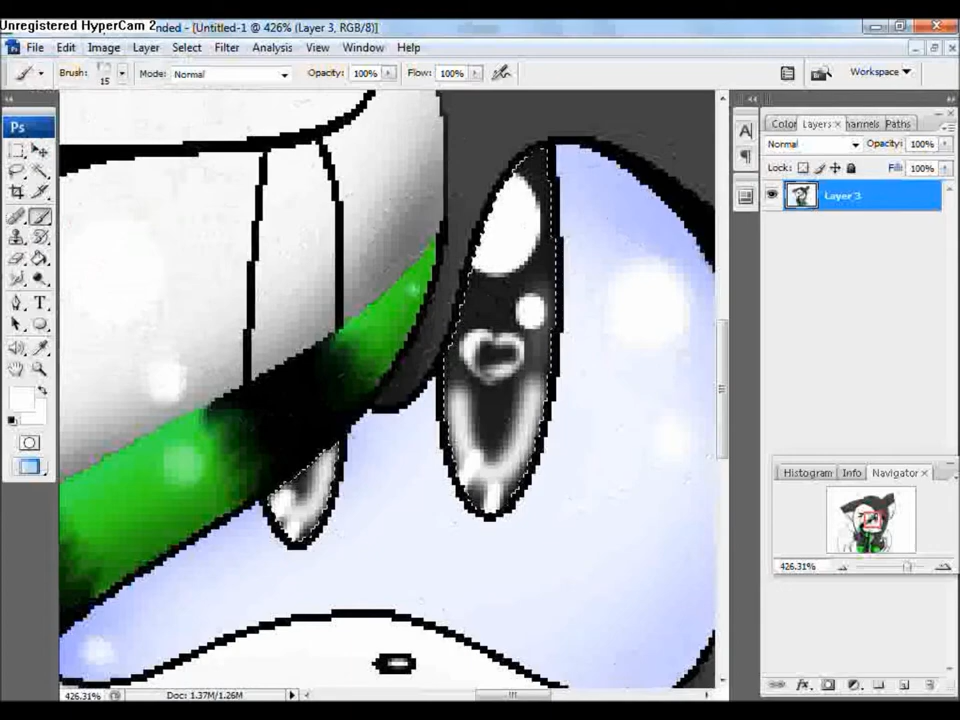 Unregistered HyperCam 2
nded - [Untitled-1 @ 426% (Layer 3, RGB/8)]
File Edit Image Layer Select Filter Analysis View Window Help
Brush: 15 Mode: Normal Opacity: 100% Flow: 100% Workspace
Ps
Color Layers x hannels Paths
Normal Opacity: 100%
Lock: Fill: 100%
Layer 3
Histogram Info Navigator x
426.31%
426.31% Doc: 1.37M/1.26M